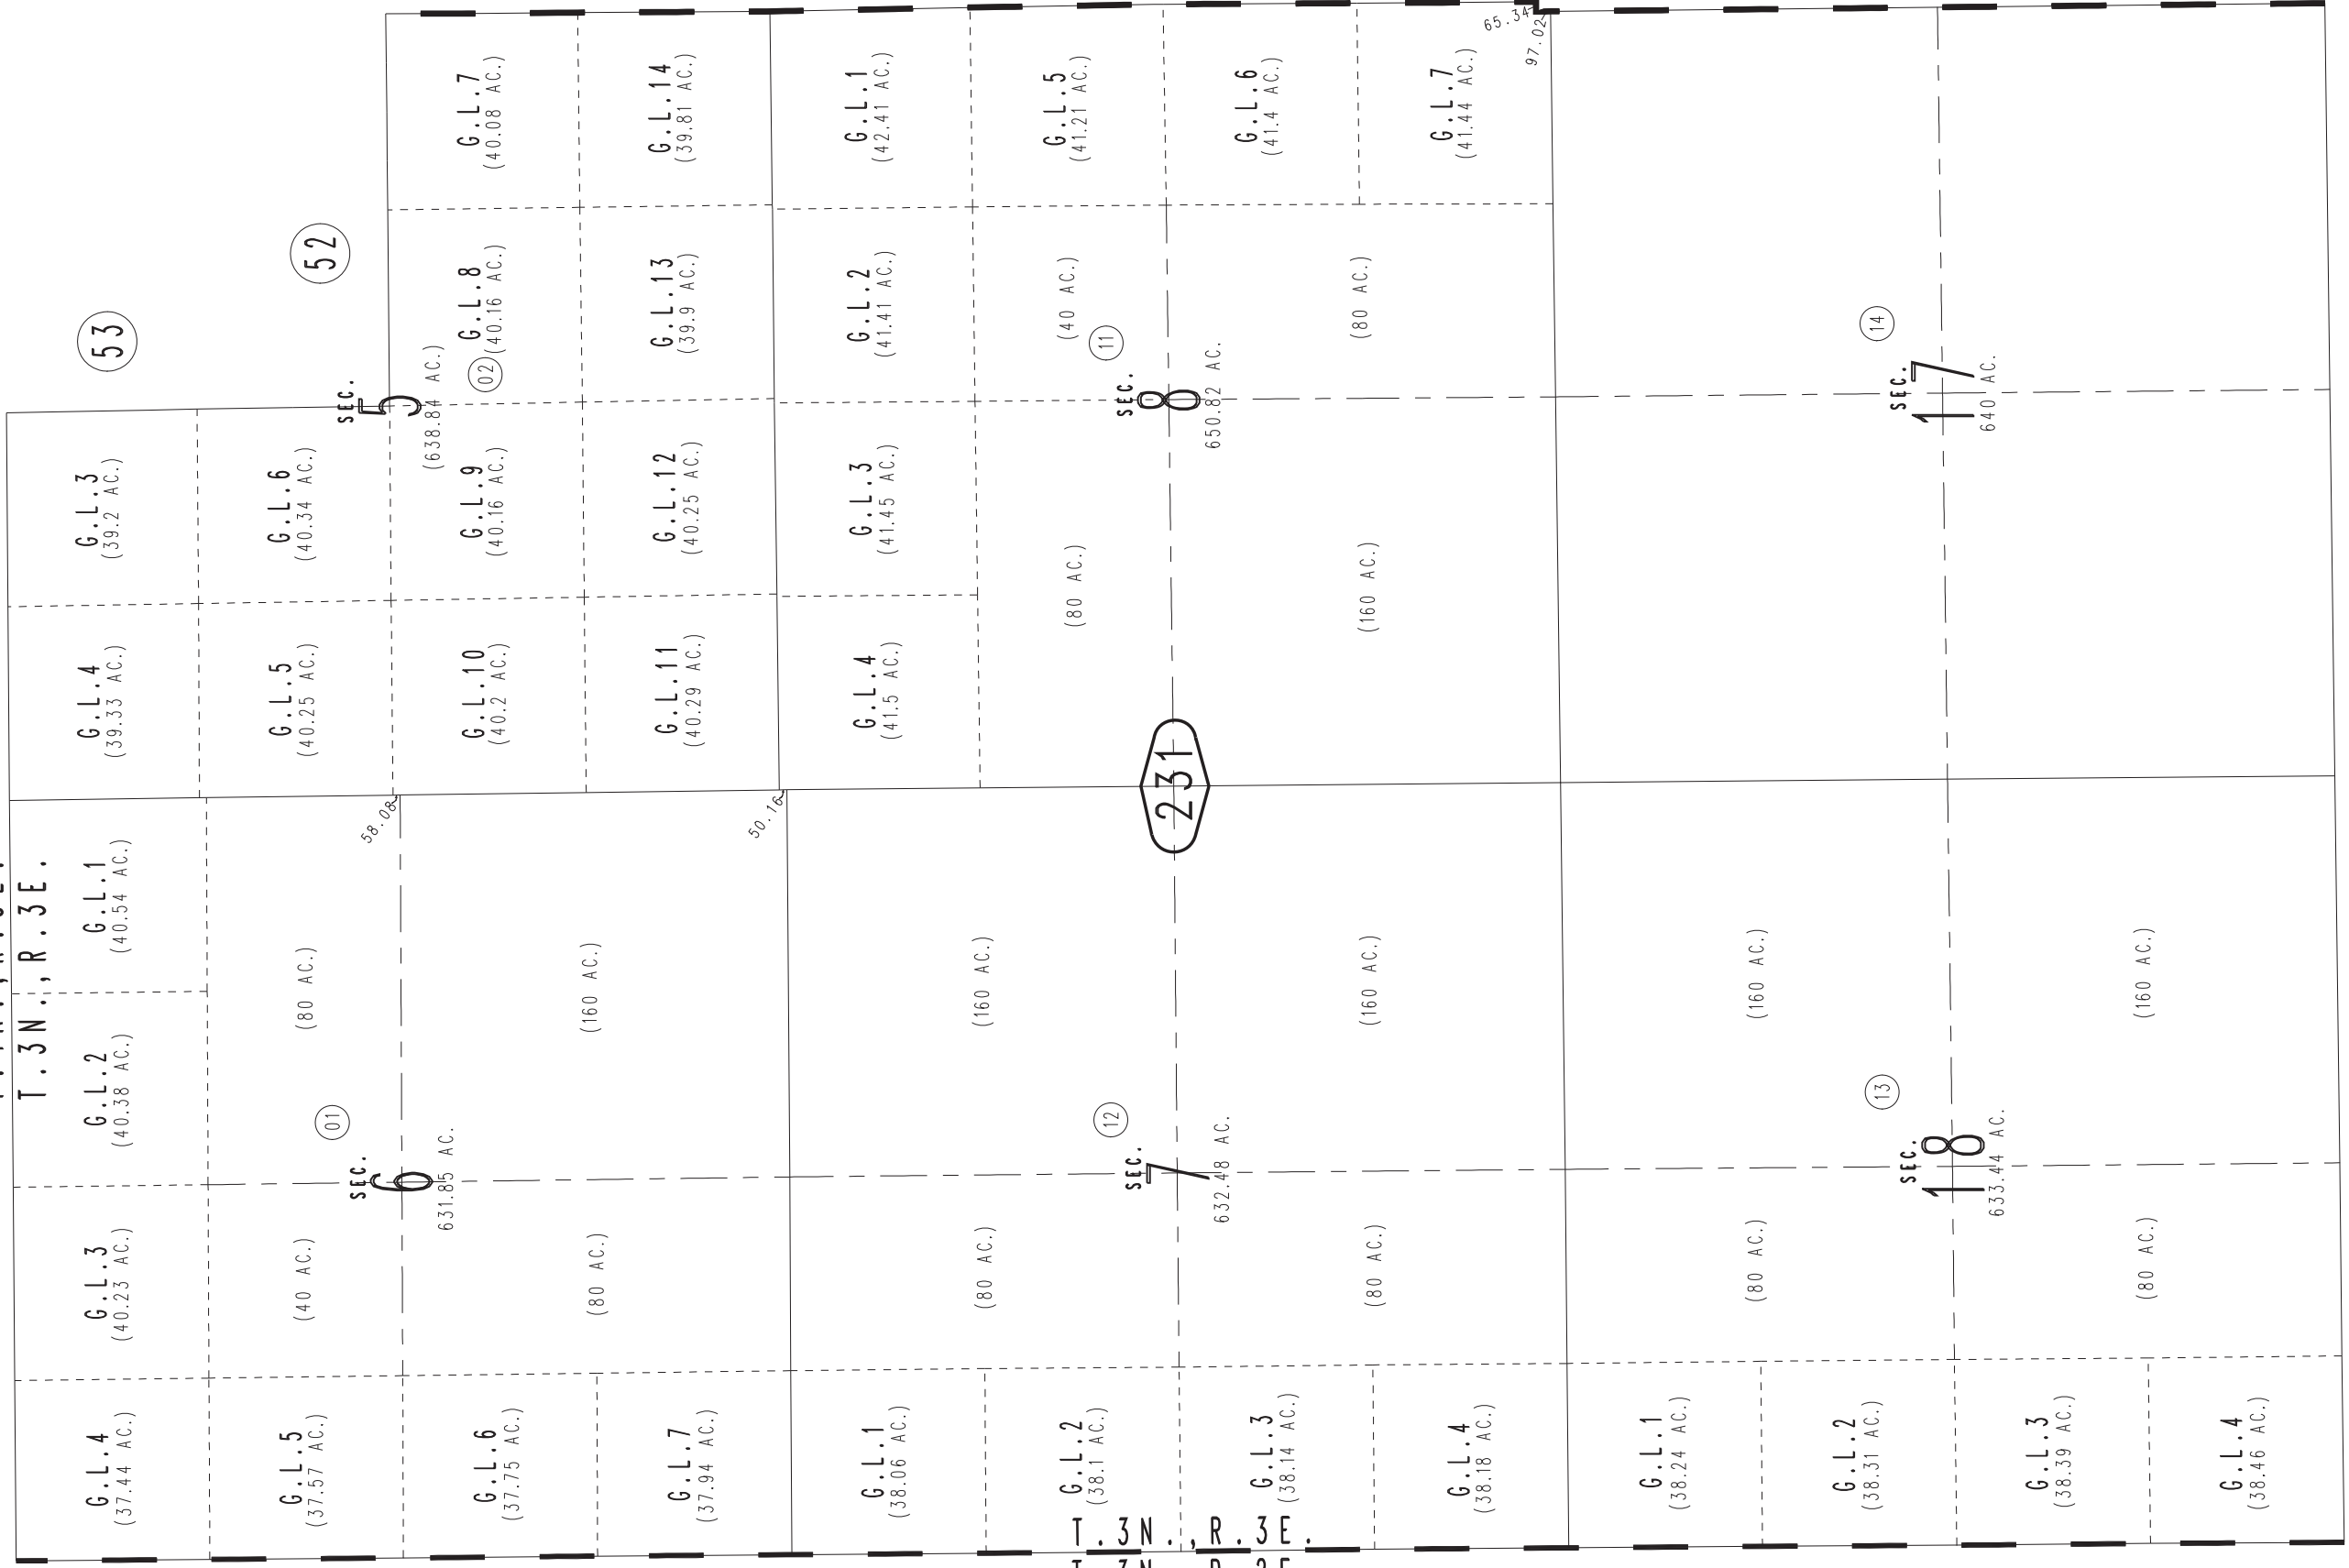 T.3N.,R.3E.
G.L.4
(37.44 AC.)
G.L.3
(40.23 AC.)
G.L.2
(40.38 AC.)
G.L.1
(40.54 AC.)
G.L.4
(39.33 AC.)
G.L.3
(39.2 AC.)
53
52
G.L.5
(37.57 AC.)
(40 AC.)
01
(80 AC.)
G.L.5
(40.25 AC.)
G.L.6
(40.34 AC.)
SEC.
6
631.85 AC.
58.08
SEC.
5
(638.84 AC.)
02
G.L.6
(37.75 AC.)
G.L.10
(40.2 AC.)
G.L.9
(40.16 AC.)
G.L.8
(40.16 AC.)
G.L.7
(40.08 AC.)
(80 AC.)
(160 AC.)
G.L.7
(37.94 AC.)
G.L.11
(40.29 AC.)
G.L.12
(40.25 AC.)
G.L.13
(39.9 AC.)
G.L.14
(39.81 AC.)
50.16
G.L.1
(38.06 AC.)
G.L.4
(41.5 AC.)
G.L.3
(41.45 AC.)
G.L.2
(41.41 AC.)
G.L.1
(42.41 AC.)
(80 AC.)
(160 AC.)
G.L.2
(38.1 AC.)
(80 AC.)
(40 AC.)
G.L.5
(41.21 AC.)
12
11
SEC.
7
632.48 AC.
231
SEC.
8
650.82 AC.
T.3N.,R.3E.
G.L.3
(38.14 AC.)
G.L.6
(41.4 AC.)
(80 AC.)
(160 AC.)
(160 AC.)
(80 AC.)
G.L.4
(38.18 AC.)
G.L.7
(41.44 AC.)
65.34
97.02
G.L.1
(38.24 AC.)
(80 AC.)
(160 AC.)
G.L.2
(38.31 AC.)
13
14
SEC.
18
633.44 AC.
SEC.
17
640 AC.
G.L.3
(38.39 AC.)
(80 AC.)
(160 AC.)
G.L.4
(38.46 AC.)